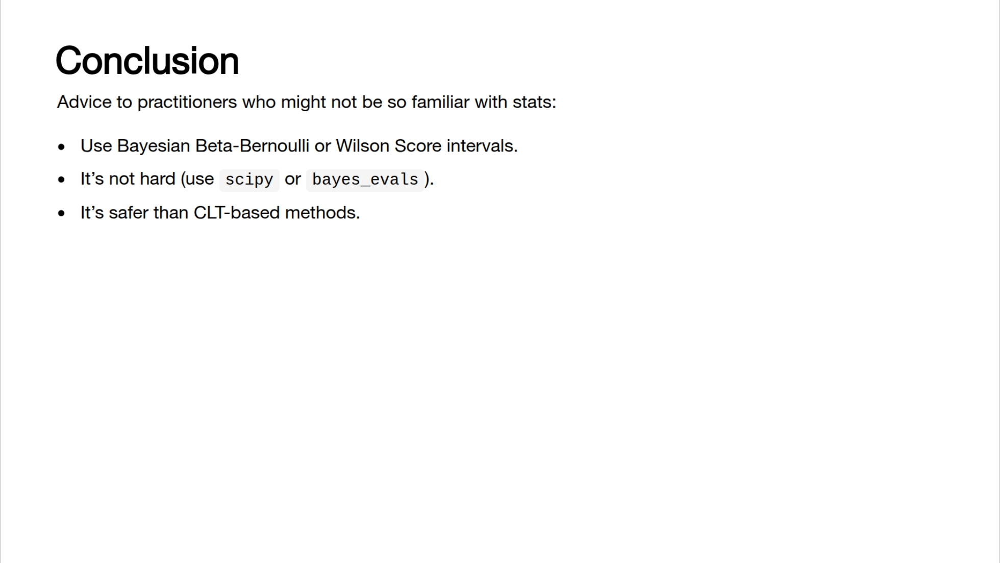 Conclusion
Advice to practitioners who might not be so familiar with stats:
• Use Bayesian Beta-Bernoulli or Wilson Score intervals.
• It’s not hard (use scipy or bayes_evals).
• It’s safer than CLT-based methods.